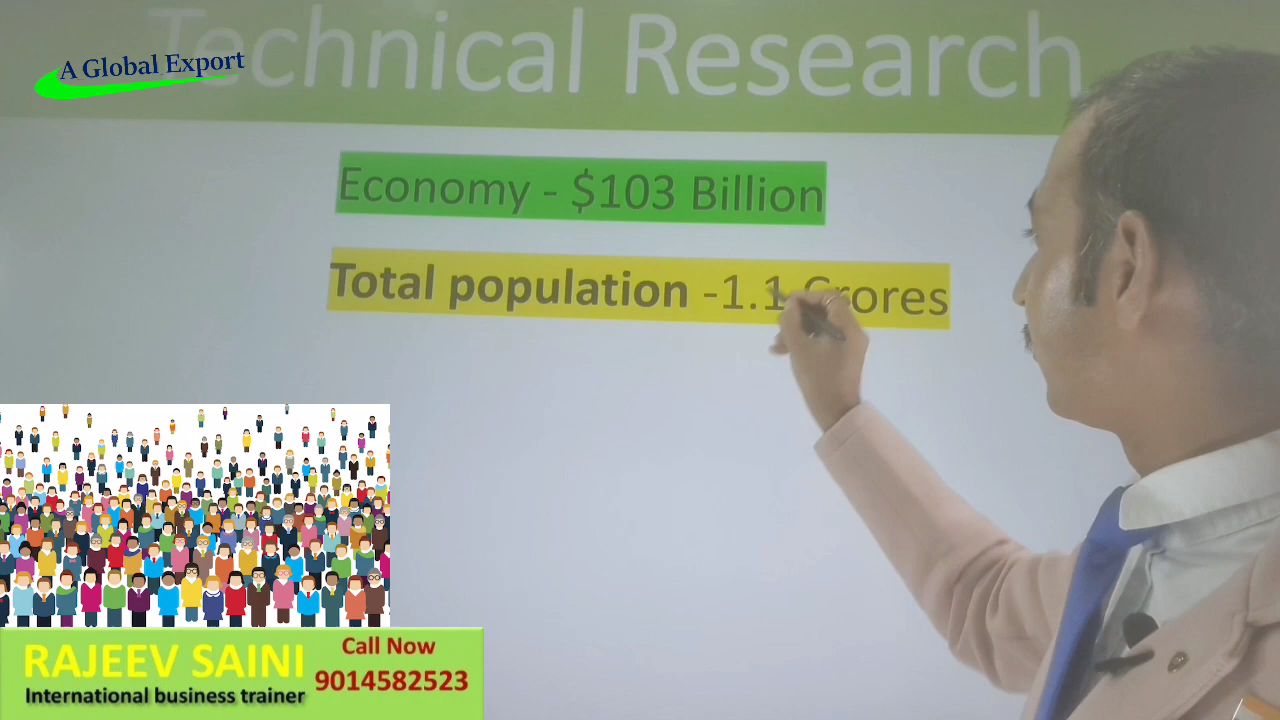 Technical Research
A Global Export
Economy - $103 Billion
Total population -1.1 Crores
RAJEEV SAINI
International business trainer
Call Now
9014582523